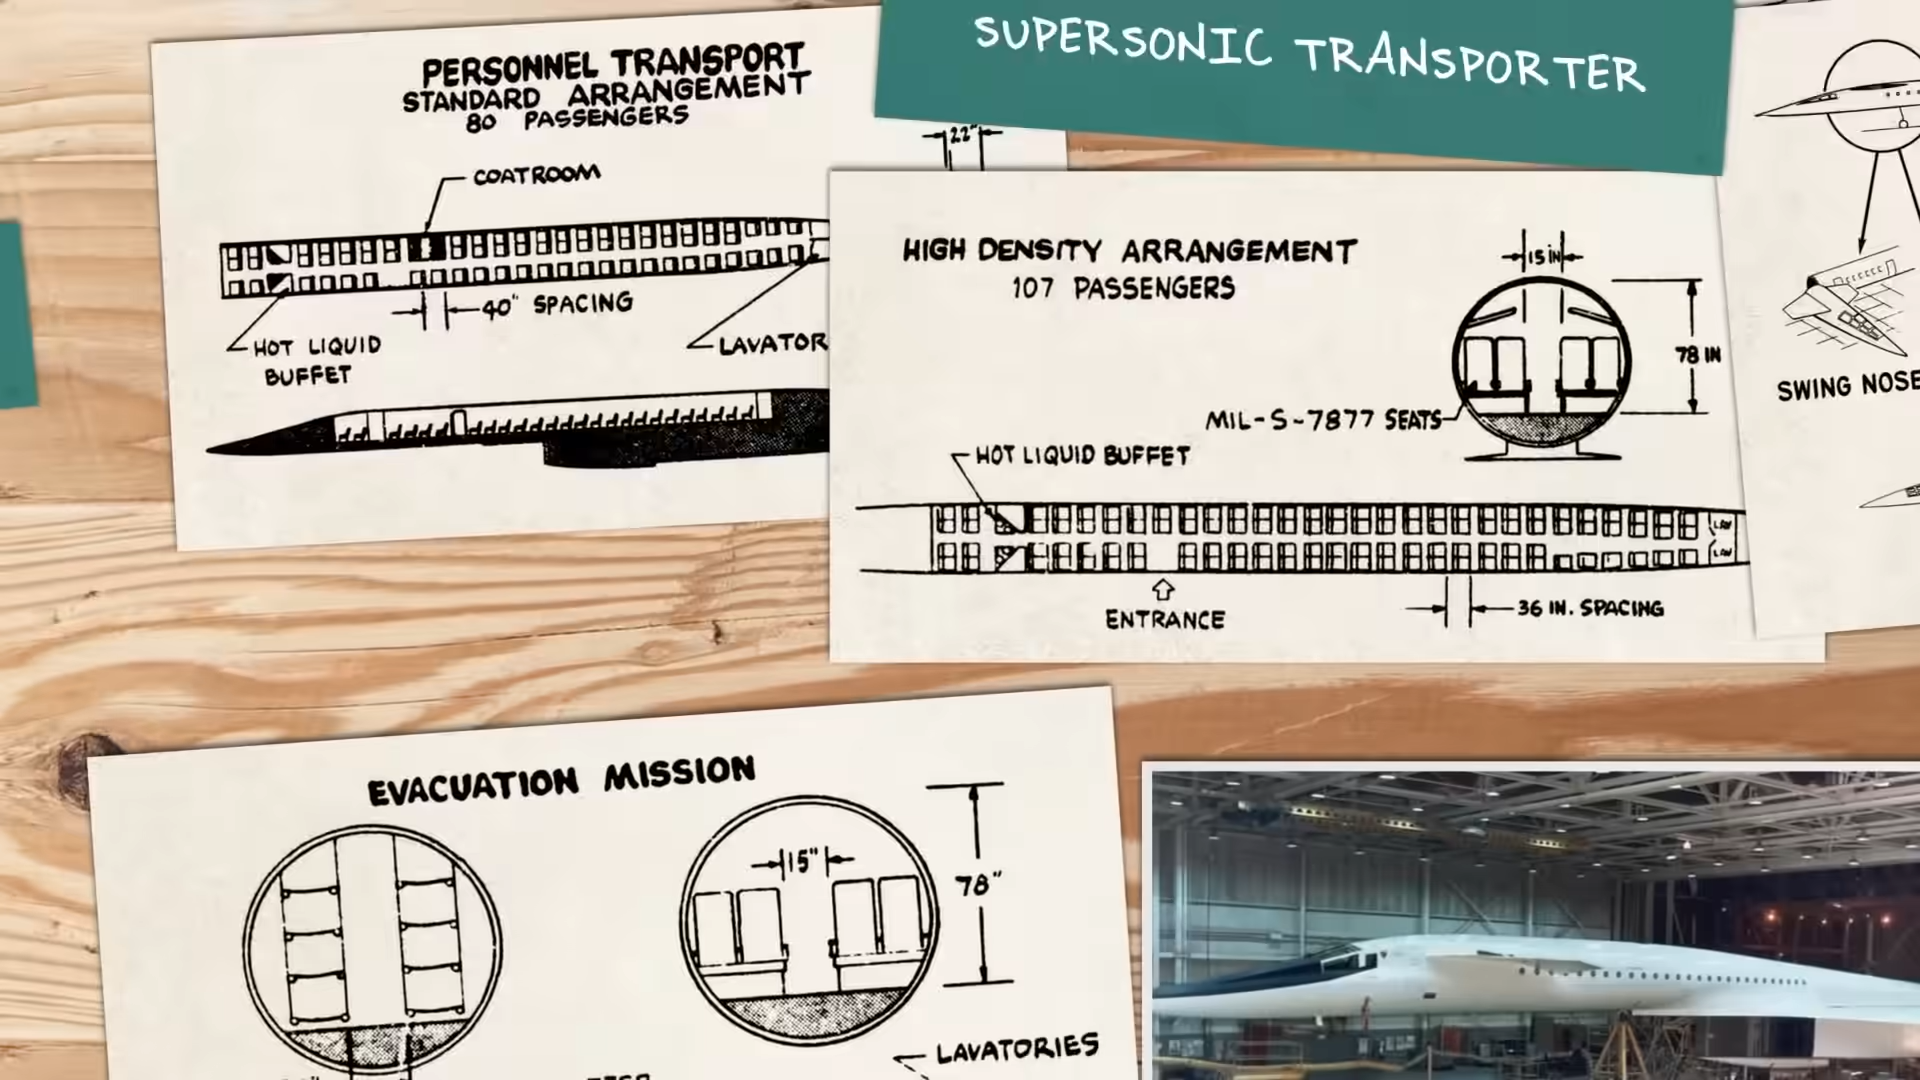 SUPERSONIC TRANSPORTER
PERSONNEL TRANSPORT
STANDARD ARRANGEMENT
80 PASSENGERS
22"
COATROOM
40" SPACING
HOT LIQUID
BUFFET
LAVATOR
HIGH DENSITY ARRANGEMENT
107 PASSENGERS
15 IN
78 IN
MIL-S-7877 SEATS
HOT LIQUID BUFFET
LAV
LAV
ENTRANCE
36 IN. SPACING
SWING NOSE
EVACUATION MISSION
15"
78"
LAVATORIES